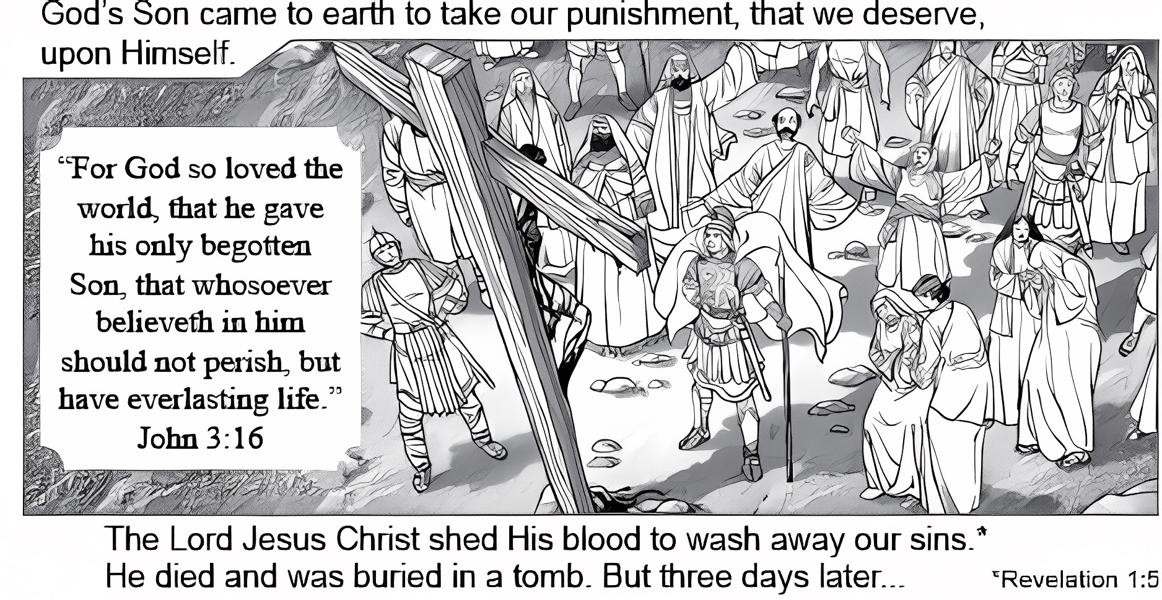 God's Son came to earth to take our punishment, that we deserve,
upon Himself.
“For God so loved the
world, that he gave
his only begotten
Son, that whosoever
believeth in him
should not perish, but
have everlasting life.”
John 3:16
The Lord Jesus Christ shed His blood to wash away our sins.*
He died and was buried in a tomb. But three days later...
*Revelation 1:5